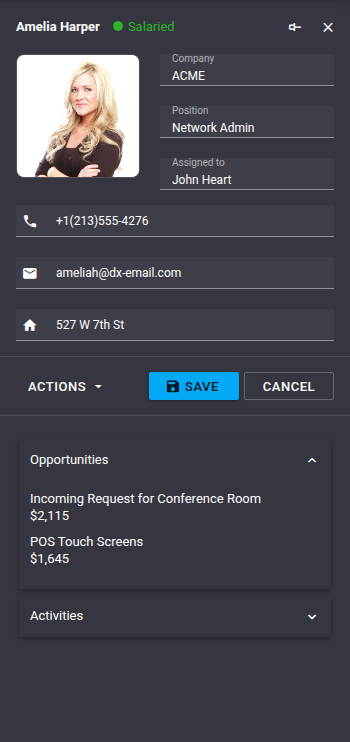 Amelia Harper Salaried
Company
ACME
Position
Network Admin
Assigned to
John Heart
+1(213)555-4276
ameliah@dx-email.com
527 W 7th St
ACTIONS SAVE CANCEL
Opportunities
Incoming Request for Conference Room
$2,115
POS Touch Screens
$1,645
Activities